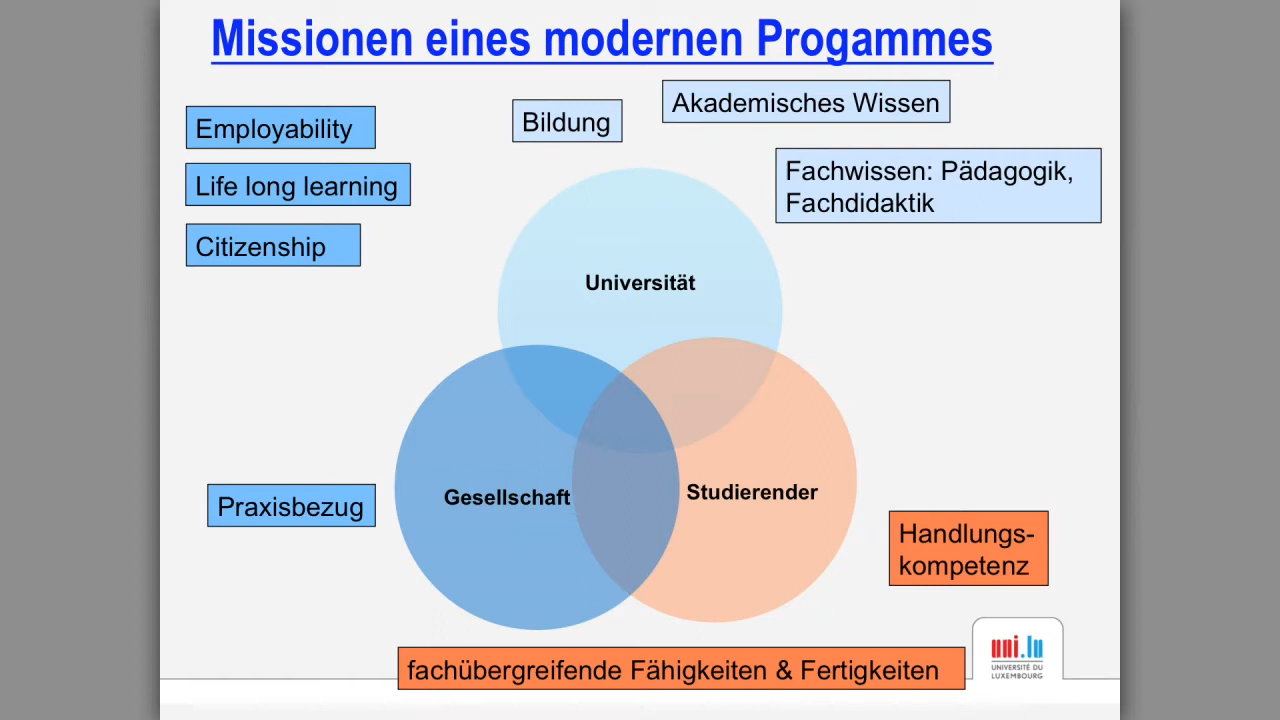 Missionen eines modernen Progammes
Employability
Bildung
Akademisches Wissen
Life long learning
Fachwissen: Pädagogik,
Fachdidaktik
Citizenship
Universität
Gesellschaft
Studierender
Praxisbezug
Handlungs-
kompetenz
fachübergreifende Fähigkeiten & Fertigkeiten
uni.lu
UNIVERSITÉ DU
LUXEMBOURG